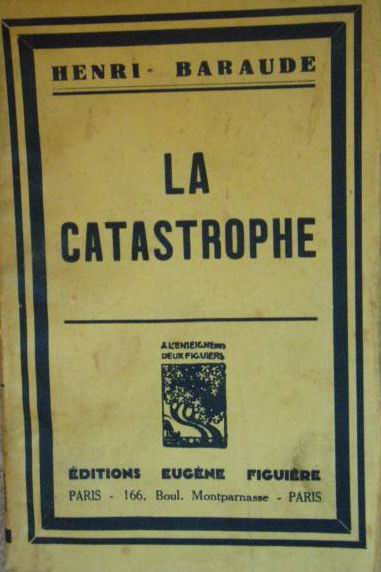 HENRI BARAUDE
LA
CATASTROPHE
A L'ENSEIGNE DES
DEUX FIGUIERS
ÉDITIONS EUGÈNE FIGUIÈRE
PARIS - 166, Boul. Montparnasse - PARIS